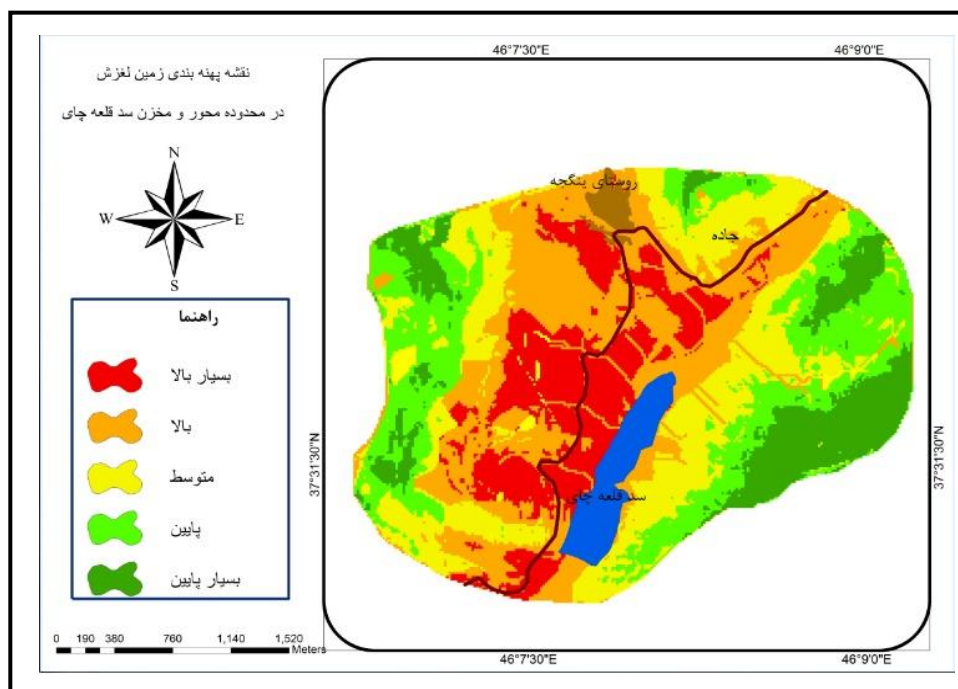 نقشه پهنه بندی زمین لغزش
در محدوده محور و مخزن سد قلعه چای
N
W
E
S
راهنما
بسیار بالا
بالا
متوسط
پایین
بسیار پایین
0 190 380 760 1,140 1,520
Meters
46°7'30"E
46°9'0"E
روستای ینگجه
جاده
37°31'30"N
37°31'30"N
سد قلعه چای
46°7'30"E
46°9'0"E